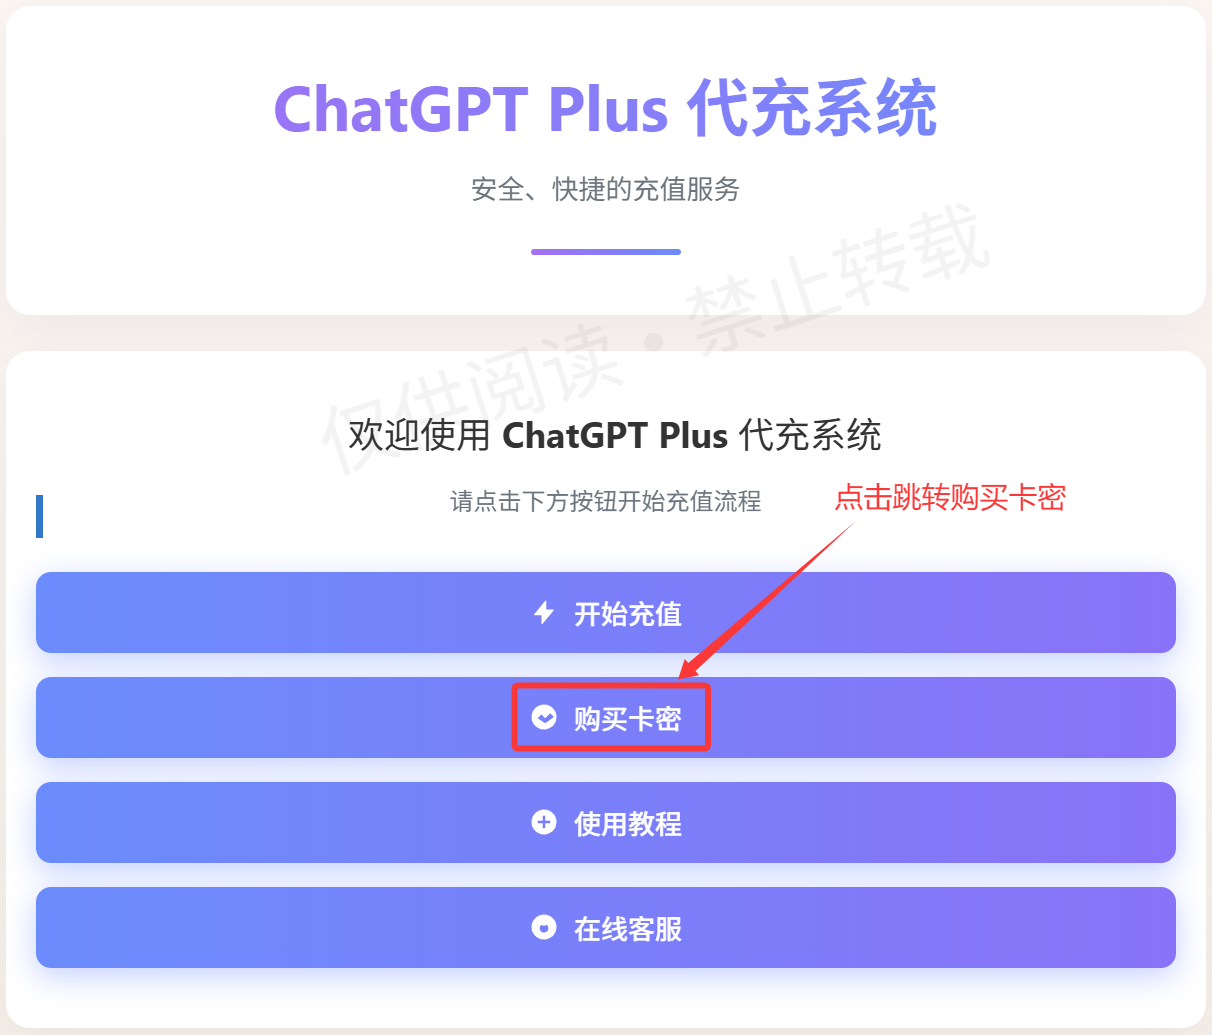 ChatGPT Plus 代充系统
安全、快捷的充值服务
仅供阅读·禁止转载
欢迎使用 ChatGPT Plus 代充系统
请点击下方按钮开始充值流程
点击跳转购买卡密
开始充值
购买卡密
使用教程
在线客服